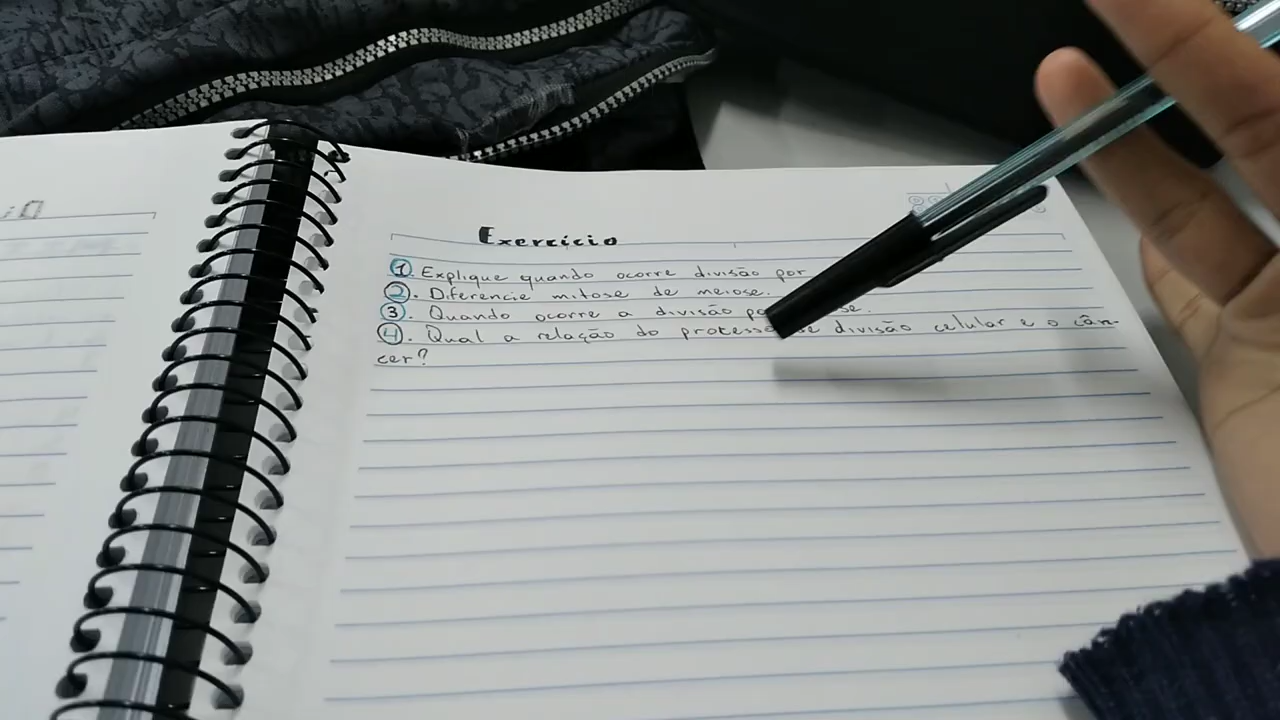 Exercício
1 Explique quando ocorre divisão por
2. Diferencie mitose de meiose.
3. Quando ocorre a divisão
4. Qual a relação do processo divisão celular e o cân-
cer?